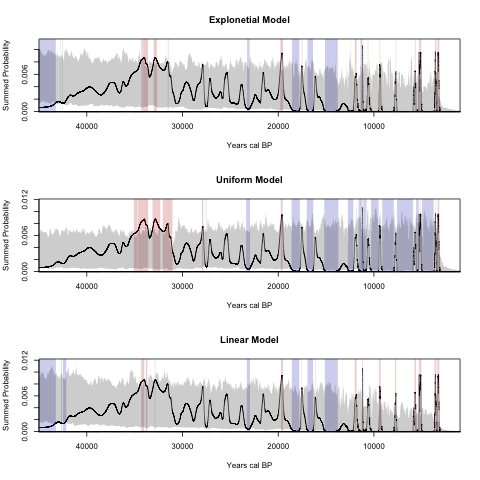 Explonetial Model
Summed Probability
0.000 0.006
40000 30000 20000 10000
Years cal BP
Uniform Model
Summed Probability
0.000 0.006 0.012
40000 30000 20000 10000
Years cal BP
Linear Model
Summed Probability
0.000 0.006 0.012
40000 30000 20000 10000
Years cal BP